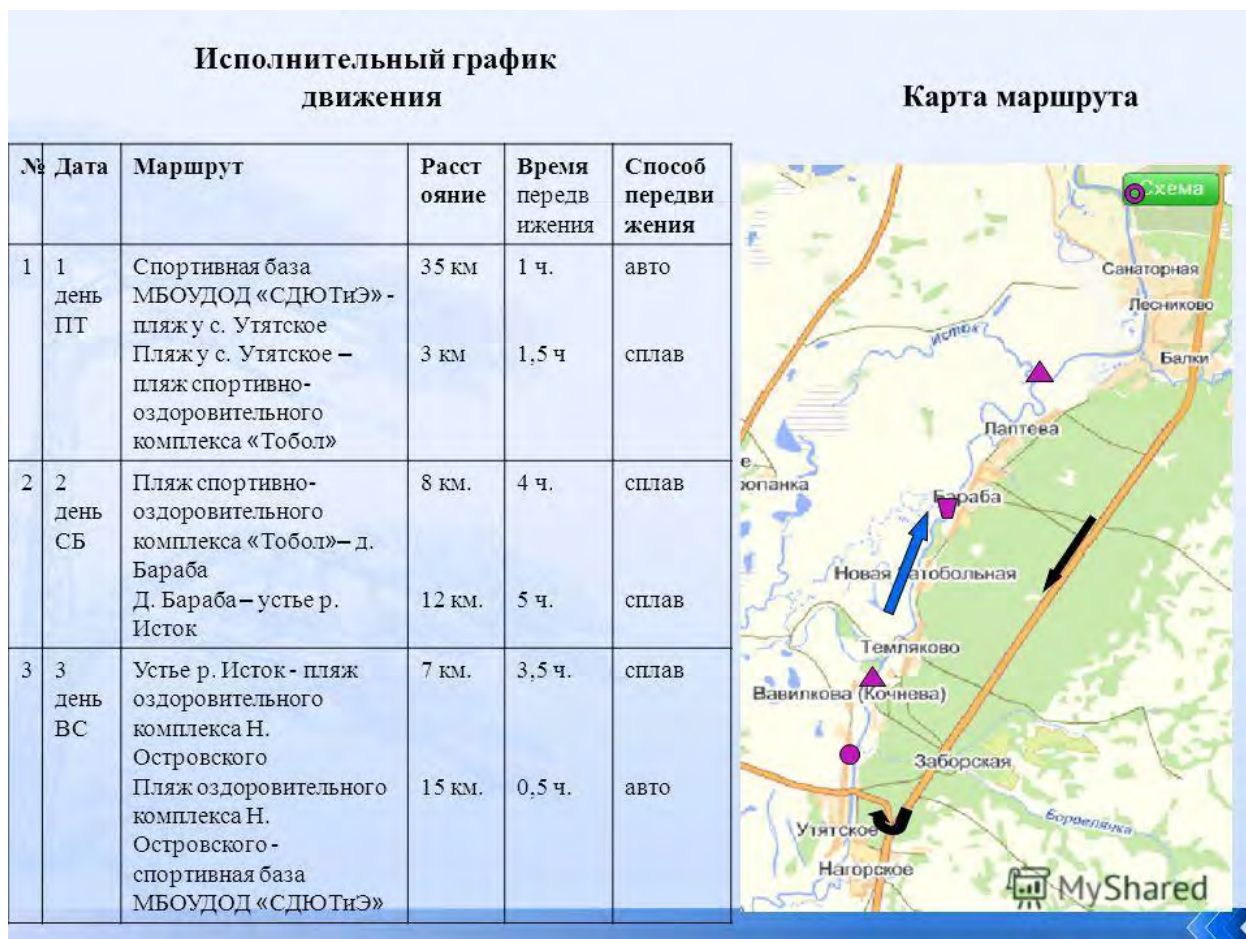 Исполнительный график
движения
Карта маршрута
№ Дата Маршрут Расст
ояние Время
передв
ижения Способ
передви
жения
1 1
день
ПТ
Спортивная база
МБОУДОД «СДЮТиЭ» -
пляж у с. Утятское
35 км 1 ч. авто
Пляж у с. Утятское –
пляж спортивно-
оздоровительного
комплекса «Тобол»
3 км 1,5 ч сплав
2 2
день
СБ
Пляж спортивно-
оздоровительного
комплекса «Тобол»– д.
Бараба
8 км. 4 ч. сплав
Д. Бараба – устье р.
Исток
12 км. 5 ч. сплав
3 3
день
ВС
Устье р. Исток - пляж
оздоровительного
комплекса Н.
Островского
7 км. 3,5 ч. сплав
Пляж оздоровительного
комплекса Н.
Островского -
спортивная база
МБОУДОД «СДЮТиЭ»
15 км. 0,5 ч. авто
Схема
Санаторная
Лесниково
Исток
Балки
Лаптева
Бараба
Новая
Темляково
Вавилкова (Кочнева)
Заборская
Утятское
Нагорское
MyShared